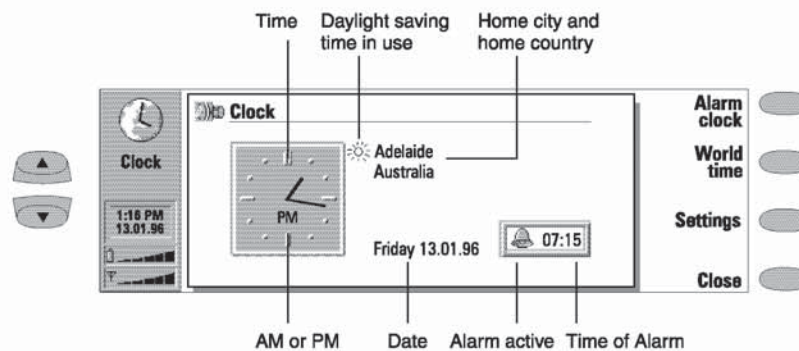 Time
Daylight saving
time in use
Home city and
home country
Clock
1:16 PM
13.01.96
Clock
Adelaide
Australia
PM
Friday 13.01.96
07:15
Alarm
clock
World
time
Settings
Close
AM or PM
Date
Alarm active
Time of Alarm